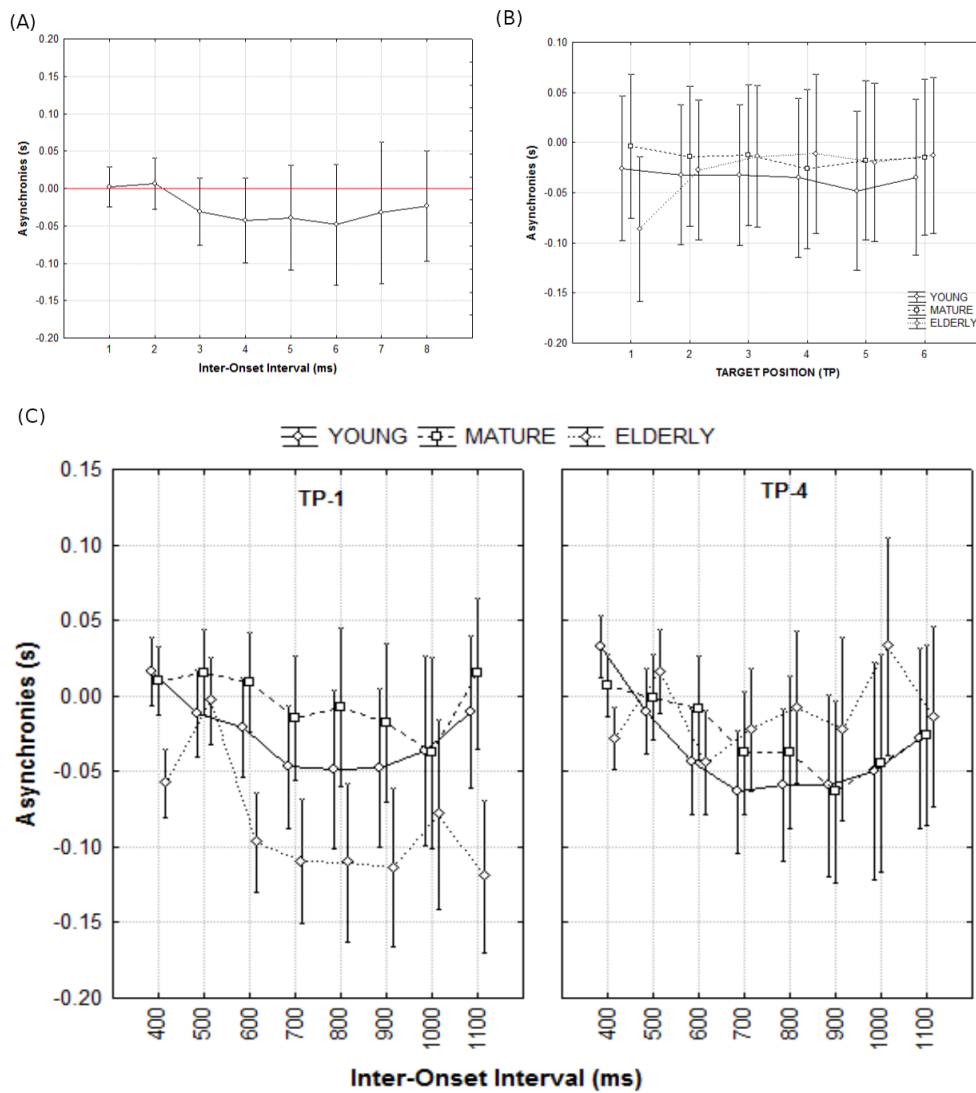 (A)
0.20
0.15
0.10
0.05
0.00
-0.05
-0.10
-0.15
-0.20
Asynchronies (s)
1 2 3 4 5 6 7 8
Inter-Onset Interval (ms)
(B)
0.10
0.05
0.00
-0.05
-0.10
-0.15
-0.20
Asynchronies (s)
YOUNG
MATURE
ELDERLY
1 2 3 4 5 6
TARGET POSITION (TP)
(C)
YOUNG MATURE ELDERLY
TP-1 TP-4
0.15
0.10
0.05
0.00
-0.05
-0.10
-0.15
-0.20
Asynchronies (s)
400 500 600 700 800 900 1000 1100 400 500 600 700 800 900 1000 1100
Inter-Onset Interval (ms)